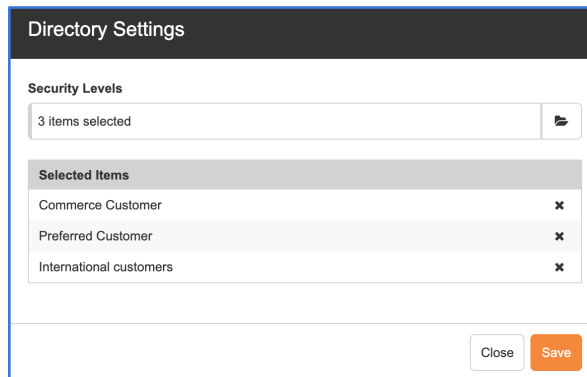 Directory Settings
Security Levels
3 items selected
Selected Items
Commerce Customer
Preferred Customer
International customers
Close Save